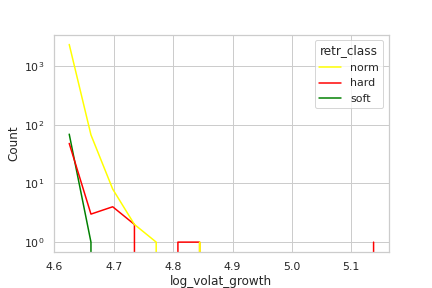 retr_class
norm
hard
soft
10³
10²
10¹
10⁰
Count
4.6 4.7 4.8 4.9 5.0 5.1
log_volat_growth